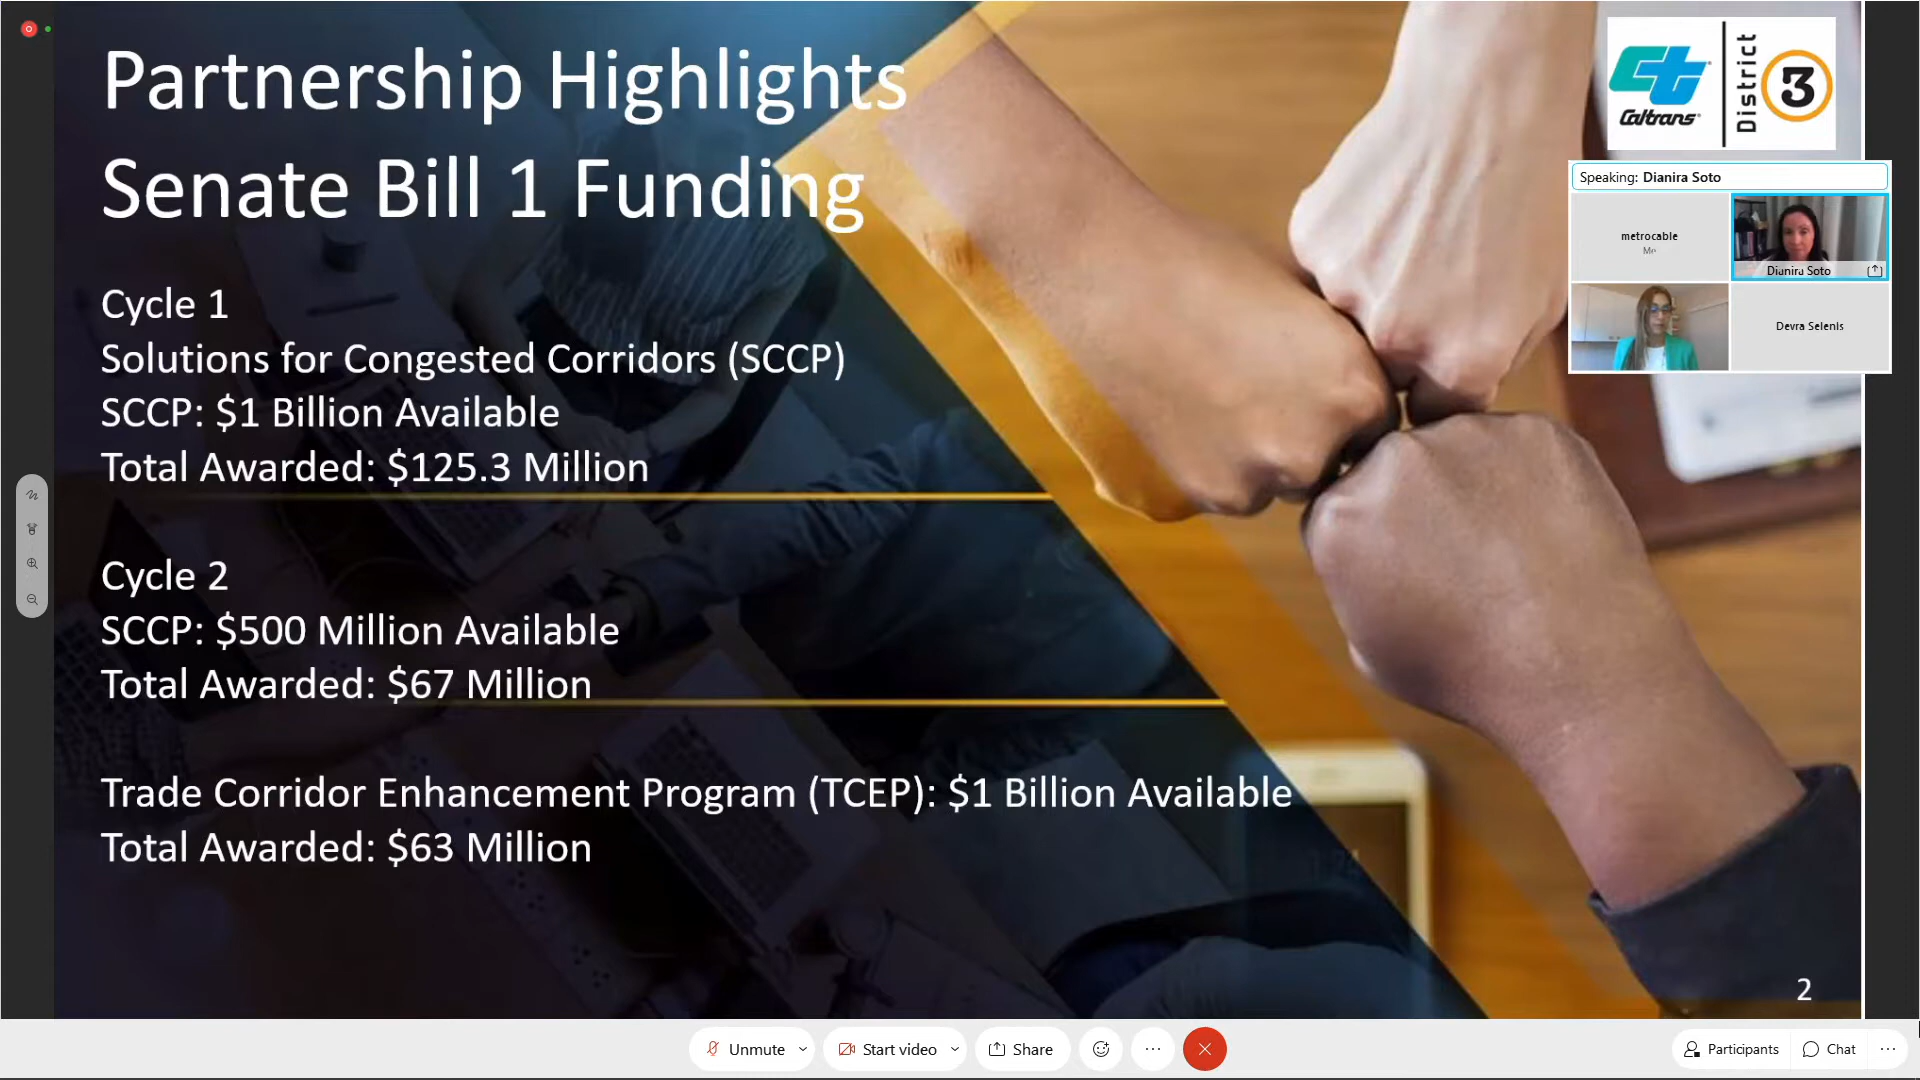 Partnership Highlights
Senate Bill 1 Funding
Cycle 1
Solutions for Congested Corridors (SCCP)
SCCP: $1 Billion Available
Total Awarded: $125.3 Million
Cycle 2
SCCP: $500 Million Available
Total Awarded: $67 Million
Trade Corridor Enhancement Program (TCEP): $1 Billion Available
Total Awarded: $63 Million
2
Caltrans
District
3
Speaking: Dianira Soto
metrocable
Me
Dianira Soto
Devra Selenis
Unmute
Start video
Share
Participants
Chat